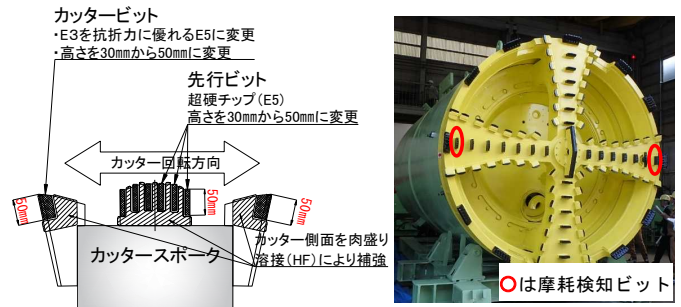 カッタービット
・E3を抗折力に優れるE5に変更
・高さを30mmから50mmに変更
先行ビット
超硬チップ(E5)
高さを30mmから50mmに変更
カッター回転方向
50mm
50mm
50mm
カッタースポーク
カッター側面を肉盛り
溶接(HF)により補強
は摩耗検知ビット